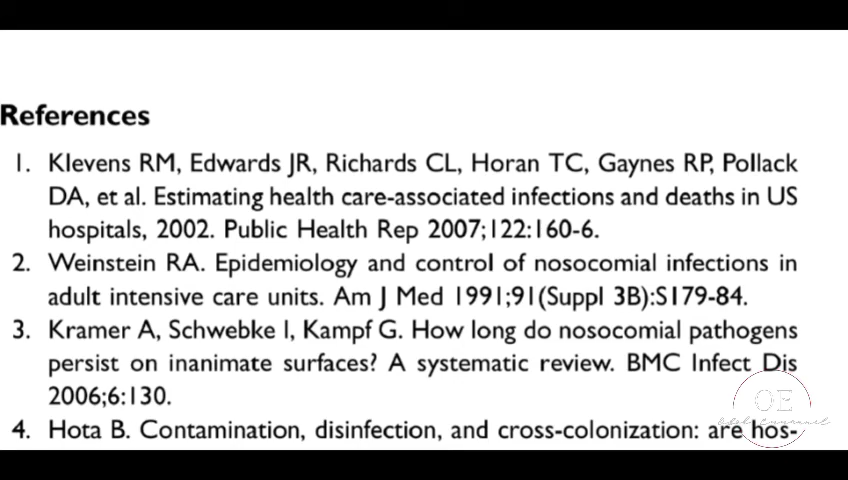 References
1. Klevens RM, Edwards JR, Richards CL, Horan TC, Gaynes RP, Pollack
DA, et al. Estimating health care-associated infections and deaths in US
hospitals, 2002. Public Health Rep 2007;122:160-6.
2. Weinstein RA. Epidemiology and control of nosocomial infections in
adult intensive care units. Am J Med 1991;91(Suppl 3B):S179-84.
3. Kramer A, Schwebke I, Kampf G. How long do nosocomial pathogens
persist on inanimate surfaces? A systematic review. BMC Infect Dis
2006;6:130.
OE
4. Hota B. Contamination, disinfection, and cross-colonization: are hos-